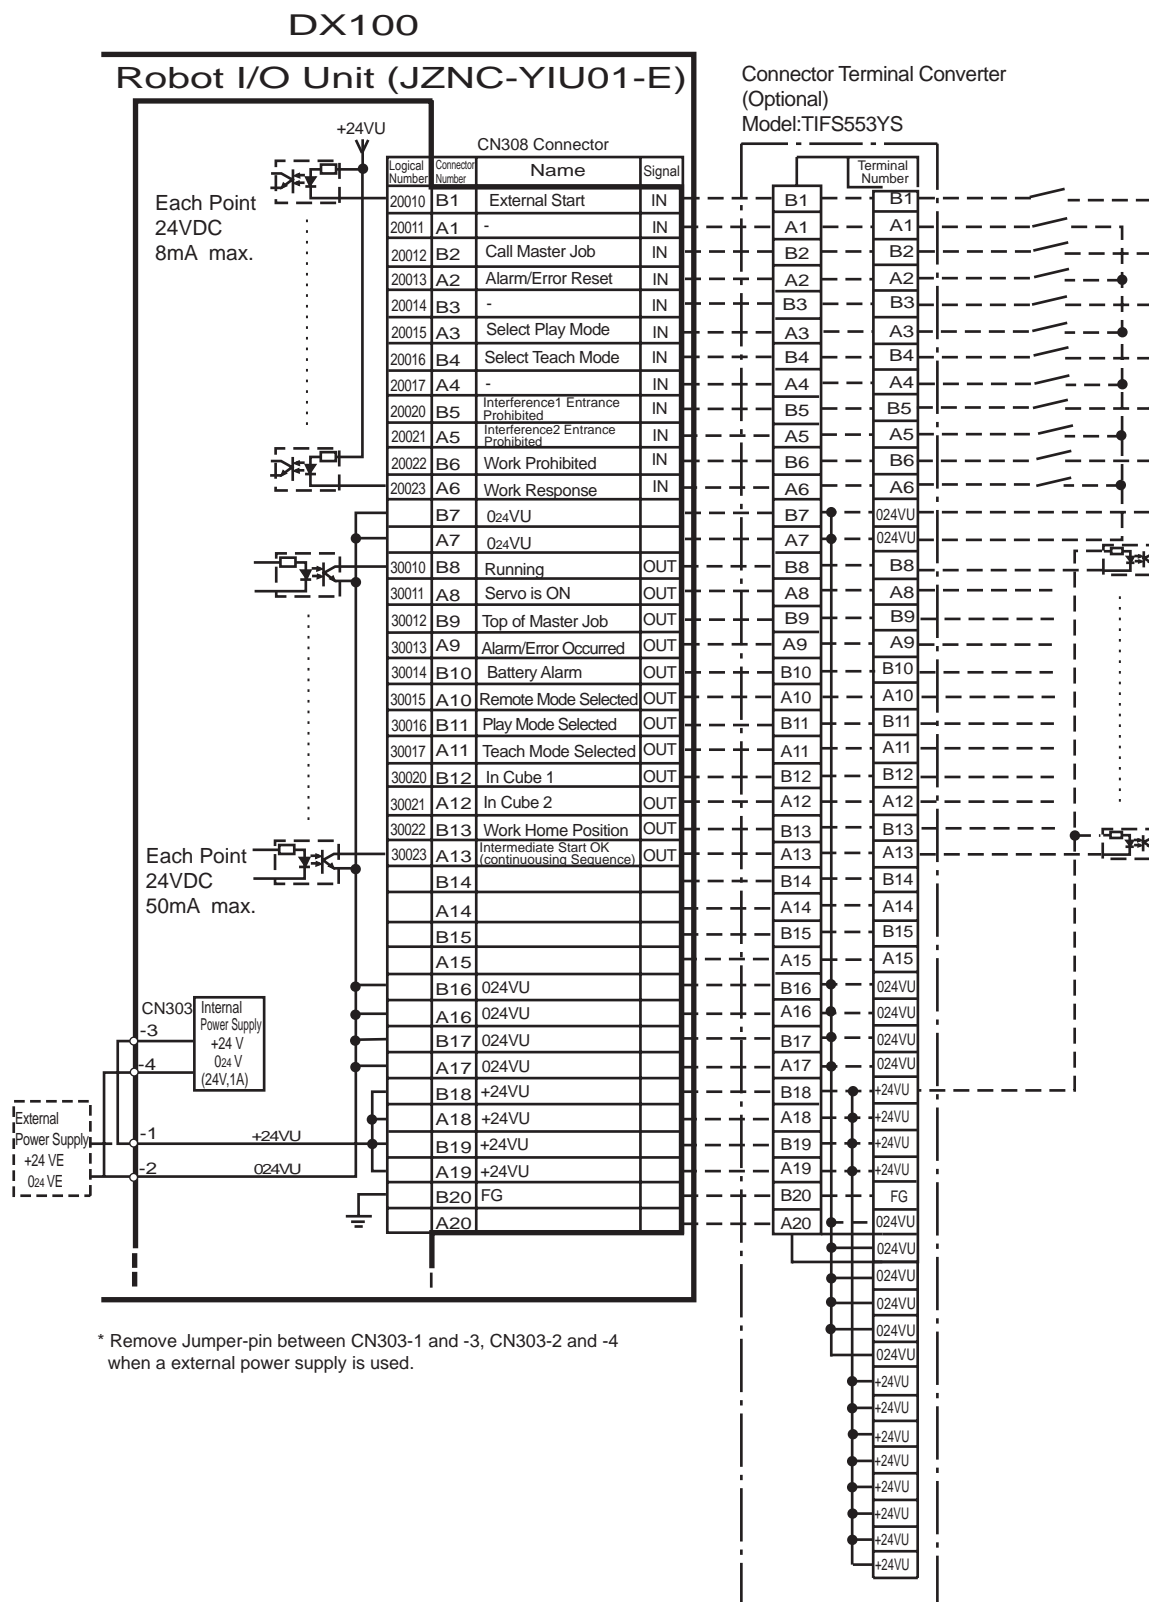 DX100
Robot I/O Unit (JZNC-YIU01-E)
Connector Terminal Converter
(Optional)
Model:TIFS553YS
+24VU
CN308 Connector
Logical Number Connector Number Name Signal
Terminal Number
Each Point
24VDC
8mA max.
20010 B1 External Start IN B1 B1
20011 A1 - IN A1 A1
20012 B2 Call Master Job IN B2 B2
20013 A2 Alarm/Error Reset IN A2 A2
20014 B3 - IN B3 B3
20015 A3 Select Play Mode IN A3 A3
20016 B4 Select Teach Mode IN B4 B4
20017 A4 - IN A4 A4
20020 B5 Interference1 Entrance Prohibited IN B5 B5
20021 A5 Interference2 Entrance Prohibited IN A5 A5
20022 B6 Work Prohibited IN B6 B6
20023 A6 Work Response IN A6 A6
B7 024VU B7 024VU
A7 024VU A7 024VU
30010 B8 Running OUT B8 B8
30011 A8 Servo is ON OUT A8 A8
30012 B9 Top of Master Job OUT B9 B9
30013 A9 Alarm/Error Occurred OUT A9 A9
30014 B10 Battery Alarm OUT B10 B10
30015 A10 Remote Mode Selected OUT A10 A10
30016 B11 Play Mode Selected OUT B11 B11
30017 A11 Teach Mode Selected OUT A11 A11
30020 B12 In Cube 1 OUT B12 B12
30021 A12 In Cube 2 OUT A12 A12
30022 B13 Work Home Position OUT B13 B13
30023 A13 Intermediate Start OK (continuousing Sequence) OUT A13 A13
Each Point
24VDC
50mA max.
B14 B14 B14
A14 A14 A14
B15 B15 B15
A15 A15 A15
B16 024VU B16 024VU
A16 024VU A16 024VU
B17 024VU B17 024VU
A17 024VU A17 024VU
B18 +24VU B18 +24VU
A18 +24VU A18 +24VU
B19 +24VU B19 +24VU
A19 +24VU A19 +24VU
B20 FG B20 FG
A20 A20 024VU
CN303
Internal
Power Supply
+24 V
024 V
(24V,1A)
-3
-4
External
Power Supply
+24 VE
024 VE
-1 +24VU
-2 024VU
024VU
024VU
024VU
024VU
024VU
+24VU
+24VU
+24VU
+24VU
+24VU
+24VU
+24VU
+24VU
* Remove Jumper-pin between CN303-1 and -3, CN303-2 and -4
when a external power supply is used.